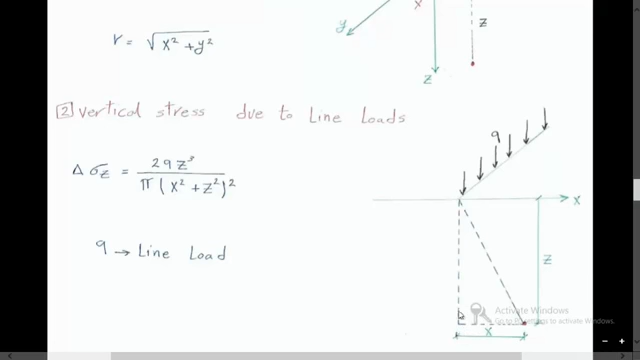 y
x
z
z
r = √x² + y²
2 Vertical stress due to Line Loads
q
Δσz = 2qz³ / π(x² + z²)²
x
z
q → Line Load
x
Activate Windows
Go to PC settings to activate Windows.